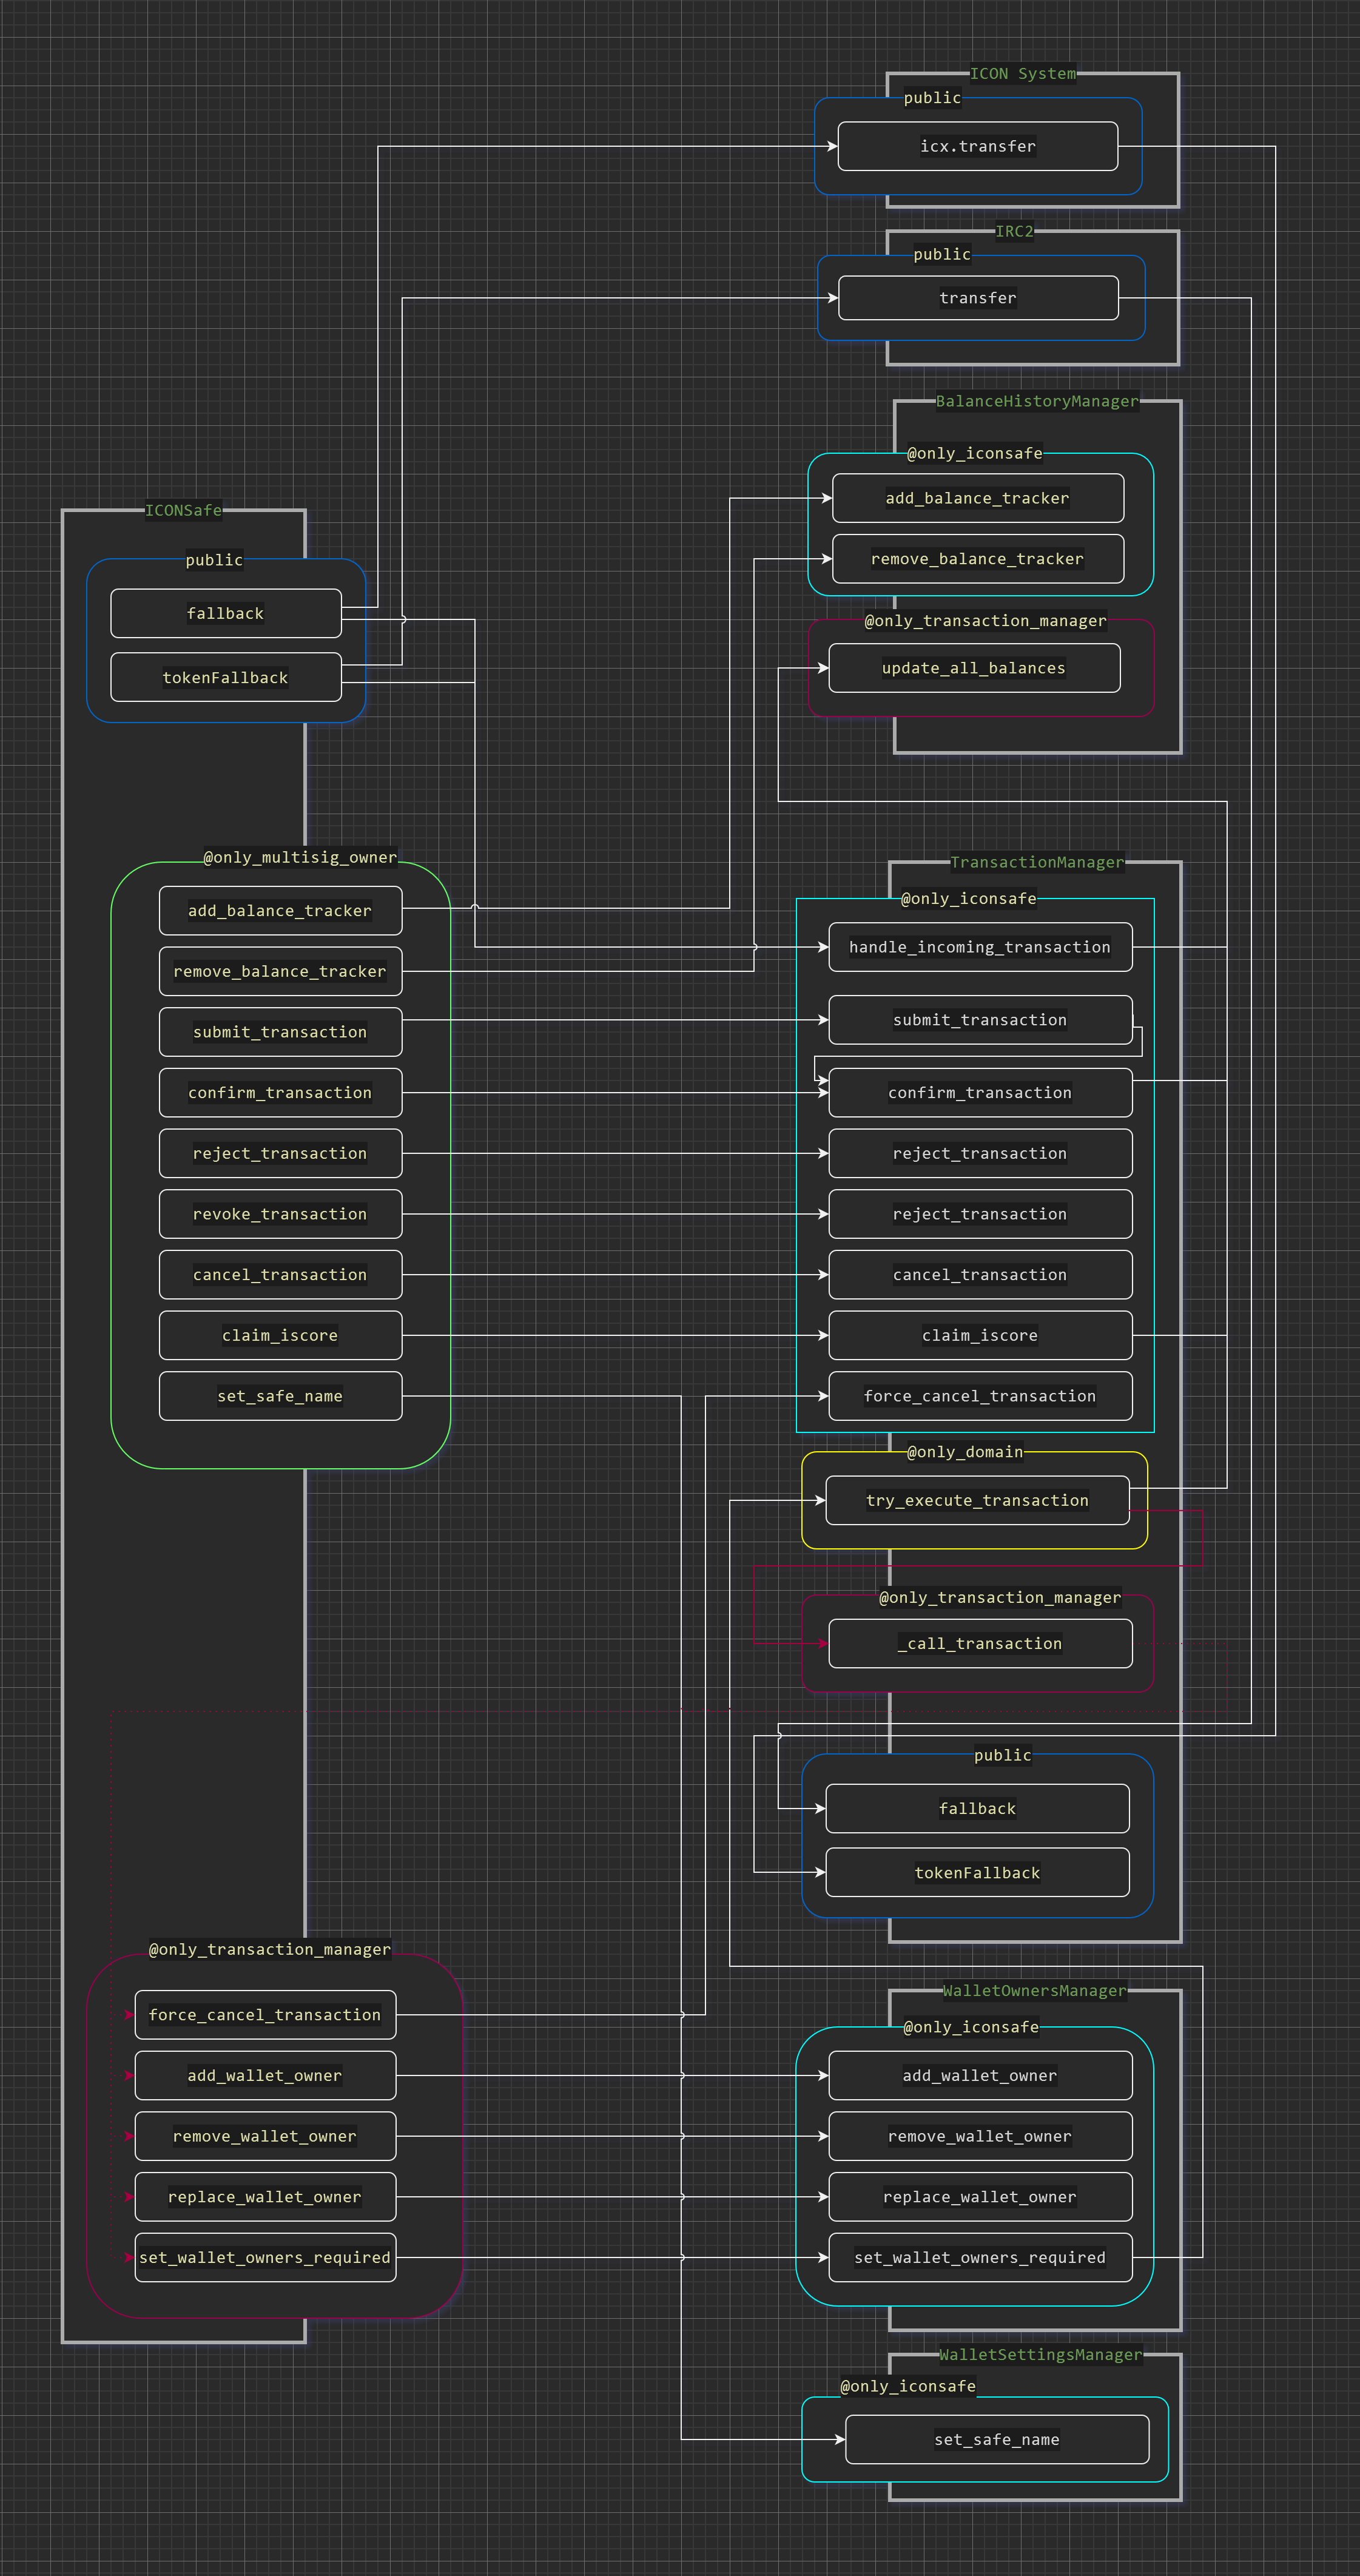 ICON System
public
icx.transfer
IRC2
public
transfer
BalanceHistoryManager
@only_iconsafe
add_balance_tracker
remove_balance_tracker
@only_transaction_manager
update_all_balances
ICONSafe
public
fallback
tokenFallback
@only_multisig_owner
add_balance_tracker
remove_balance_tracker
submit_transaction
confirm_transaction
reject_transaction
revoke_transaction
cancel_transaction
claim_iscore
set_safe_name
@only_transaction_manager
force_cancel_transaction
add_wallet_owner
remove_wallet_owner
replace_wallet_owner
set_wallet_owners_required
TransactionManager
@only_iconsafe
handle_incoming_transaction
submit_transaction
confirm_transaction
reject_transaction
reject_transaction
cancel_transaction
claim_iscore
force_cancel_transaction
@only_domain
try_execute_transaction
@only_transaction_manager
_call_transaction
public
fallback
tokenFallback
WalletOwnersManager
@only_iconsafe
add_wallet_owner
remove_wallet_owner
replace_wallet_owner
set_wallet_owners_required
WalletSettingsManager
@only_iconsafe
set_safe_name